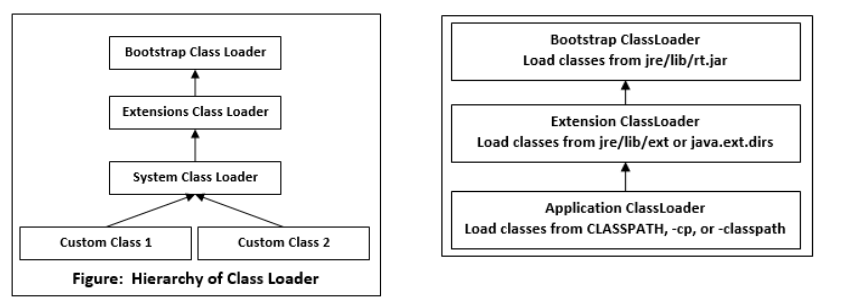 Bootstrap Class Loader
Extensions Class Loader
System Class Loader
Custom Class 1
Custom Class 2
Figure: Hierarchy of Class Loader
Bootstrap ClassLoader
Load classes from jre/lib/rt.jar
Extension ClassLoader
Load classes from jre/lib/ext or java.ext.dirs
Application ClassLoader
Load classes from CLASSPATH, -cp, or -classpath